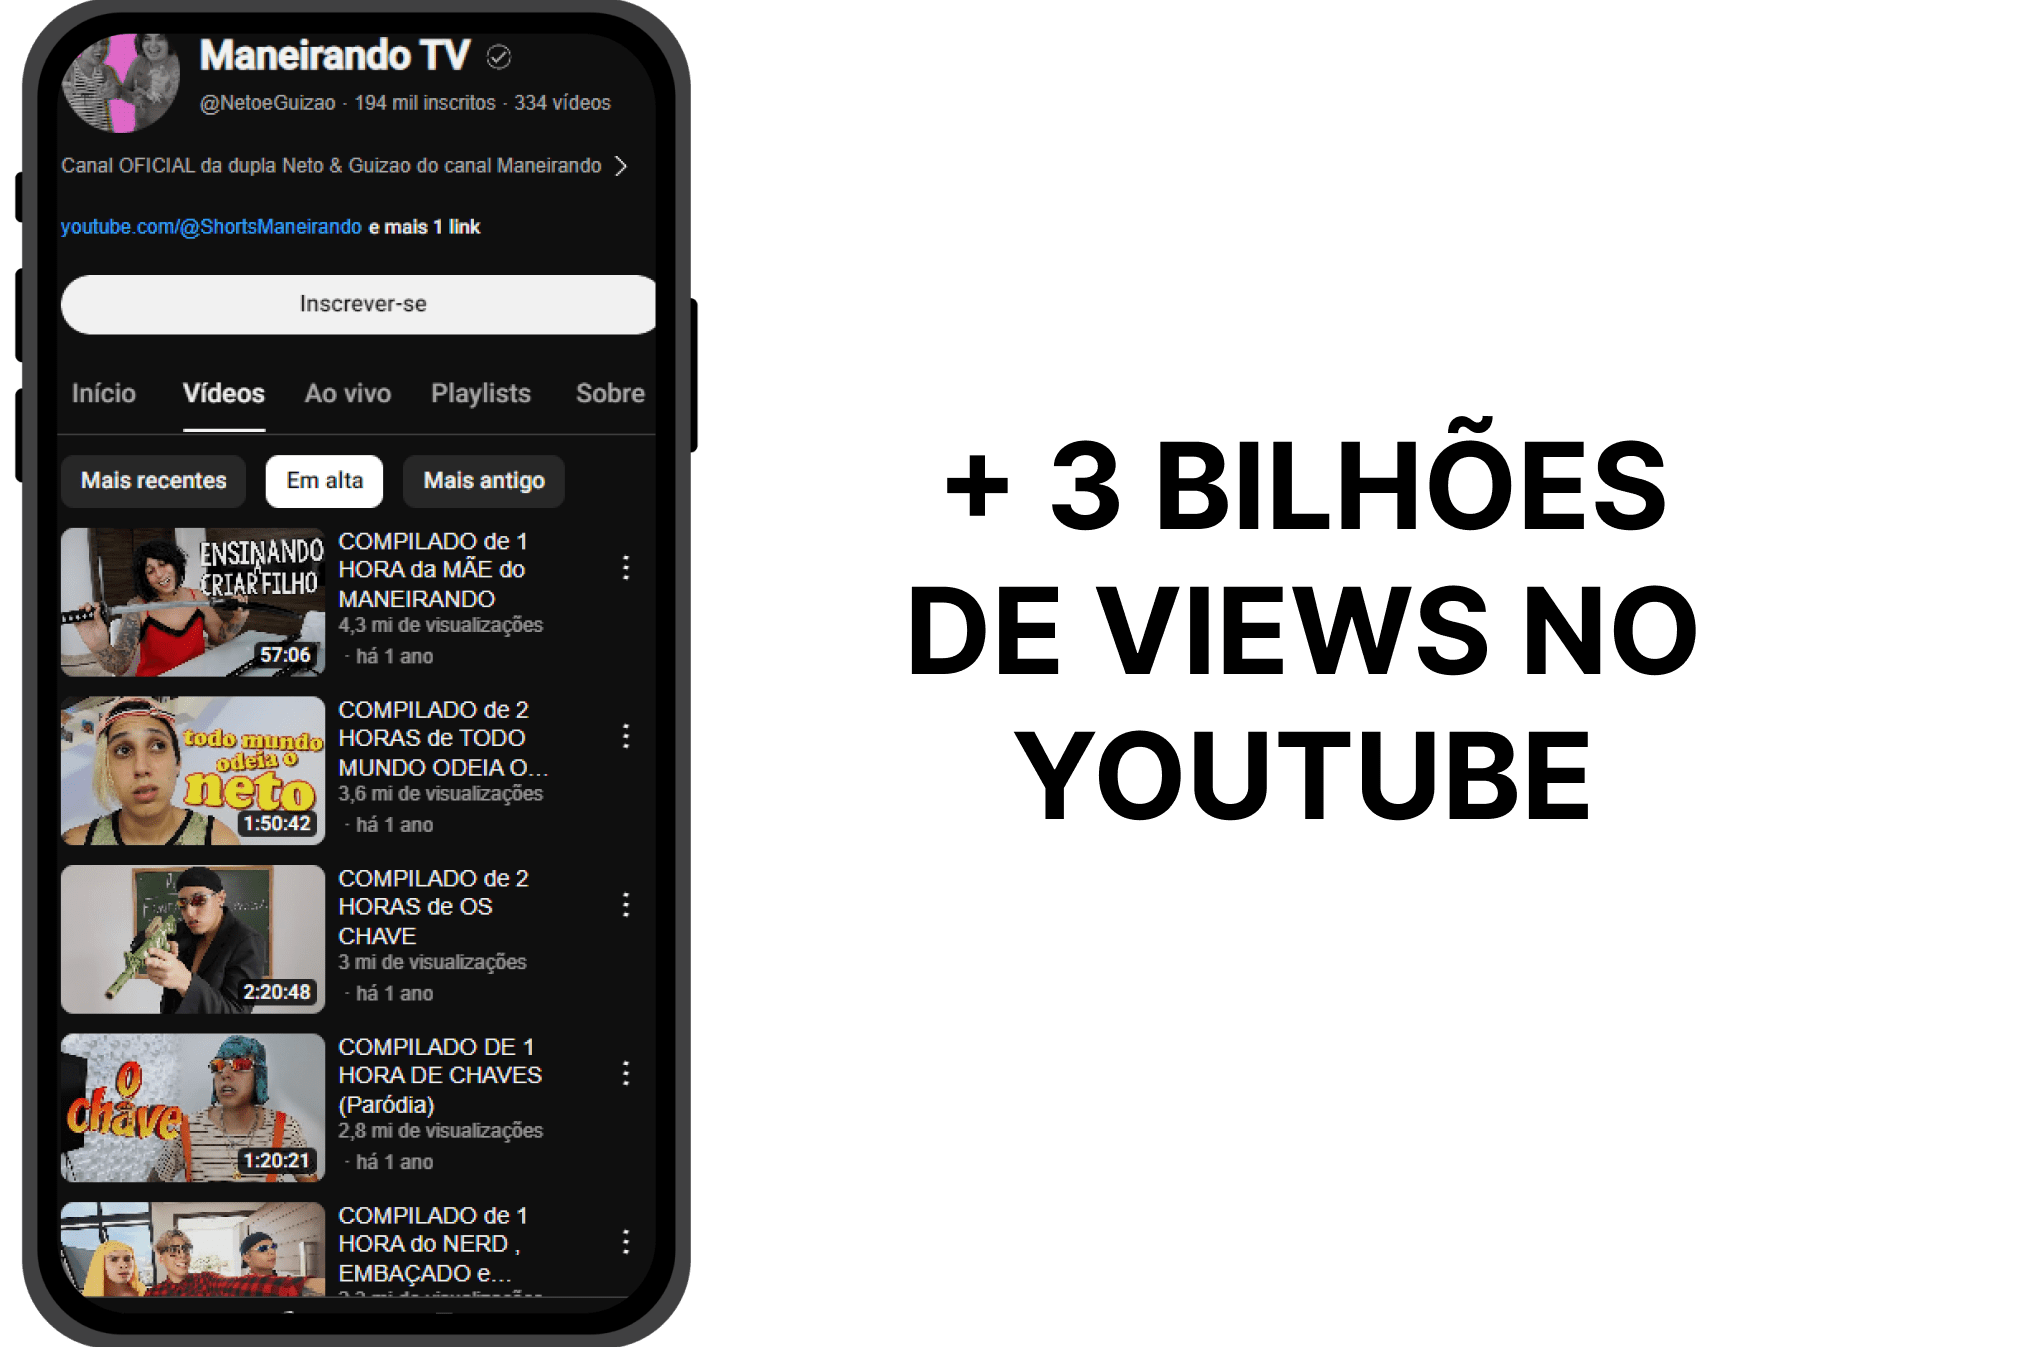 Maneirando TV
@NetoeGuizao · 194 mil inscritos · 334 vídeos
Canal OFICIAL da dupla Neto & Guizao do canal Maneirando
youtube.com/@ShortsManeirando e mais 1 link
Inscrever-se
Início Vídeos Ao vivo Playlists Sobre
Mais recentes Em alta Mais antigo
ENSINANDO
A
CRIAR FILHO
57:06
COMPILADO de 1
HORA da MÃE do
MANEIRANDO
4,3 mi de visualizações
· há 1 ano
todo mundo
odeia o
neto
1:50:42
COMPILADO de 2
HORAS de TODO
MUNDO ODEIA O...
3,6 mi de visualizações
· há 1 ano
2:20:48
COMPILADO de 2
HORAS de OS
CHAVE
3 mi de visualizações
· há 1 ano
o
chave
1:20:21
COMPILADO DE 1
HORA DE CHAVES
(Paródia)
2,8 mi de visualizações
· há 1 ano
COMPILADO de 1
HORA do NERD ,
EMBAÇADO e...
+ 3 BILHÕES
DE VIEWS NO
YOUTUBE